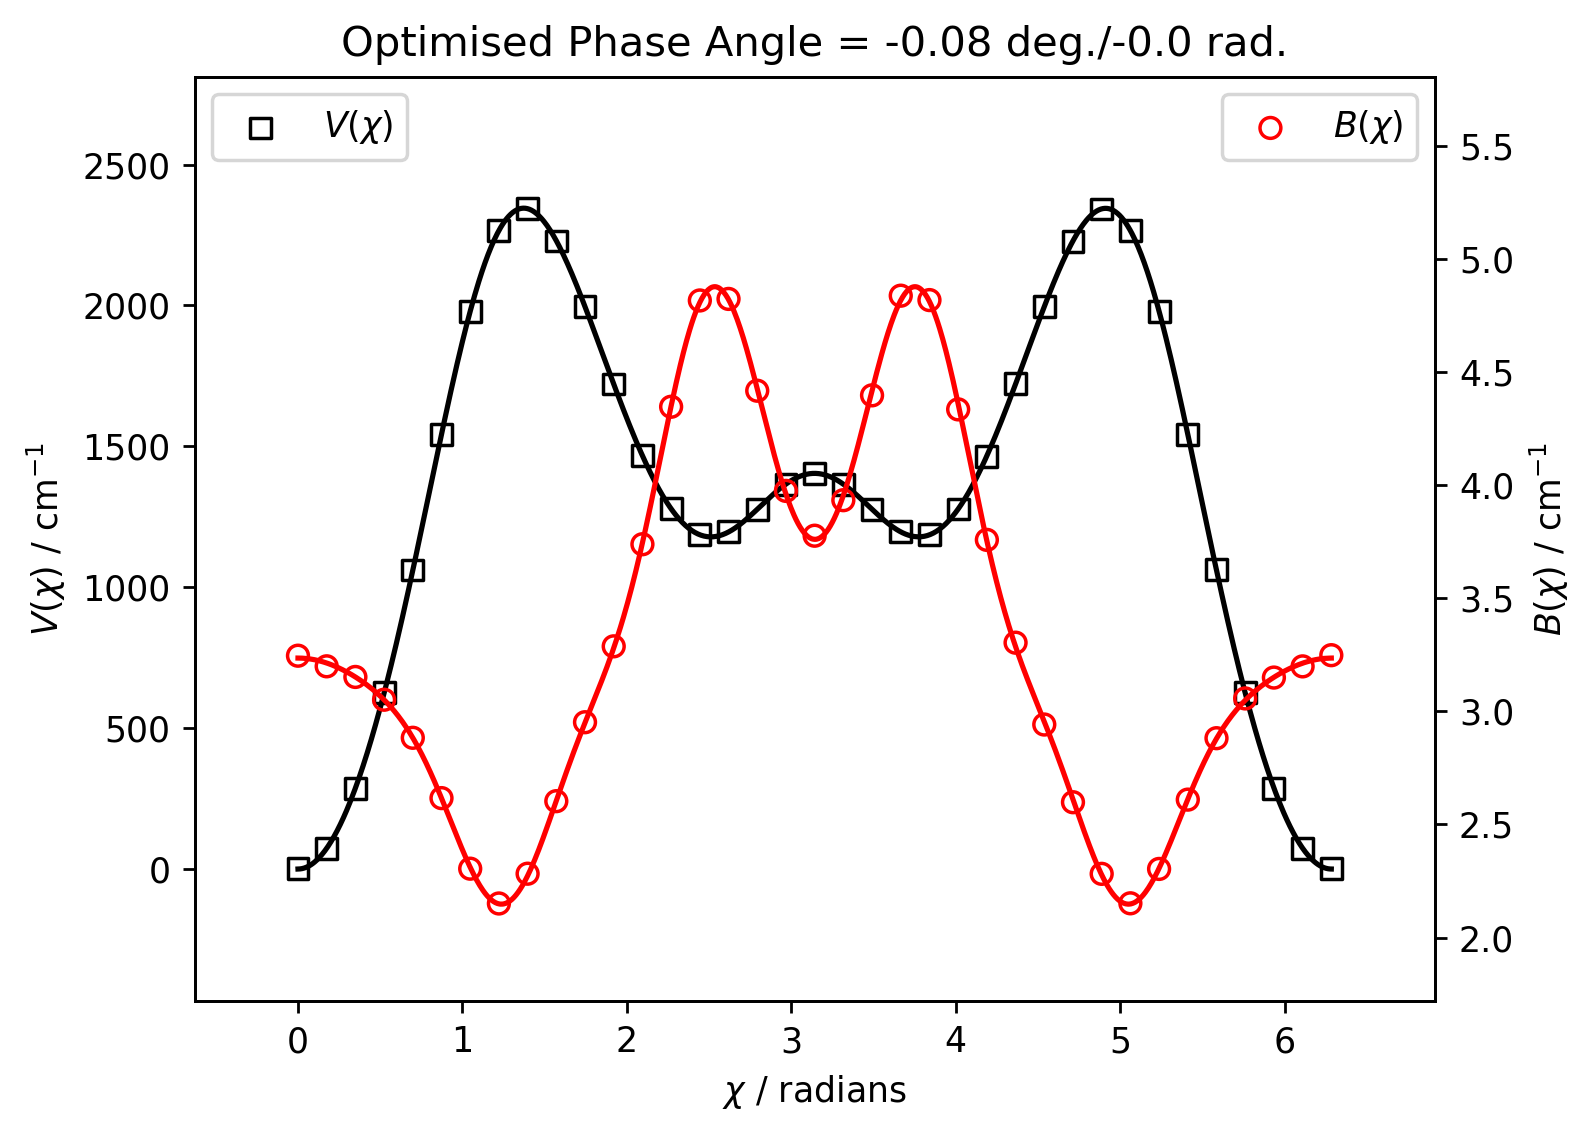 Optimised Phase Angle = -0.08 deg./-0.0 rad.
V(χ)
B(χ)
2500
2000
1500
1000
500
0
V(χ) / cm⁻¹
5.5
5.0
4.5
4.0
3.5
3.0
2.5
2.0
B(χ) / cm⁻¹
0 1 2 3 4 5 6
χ / radians